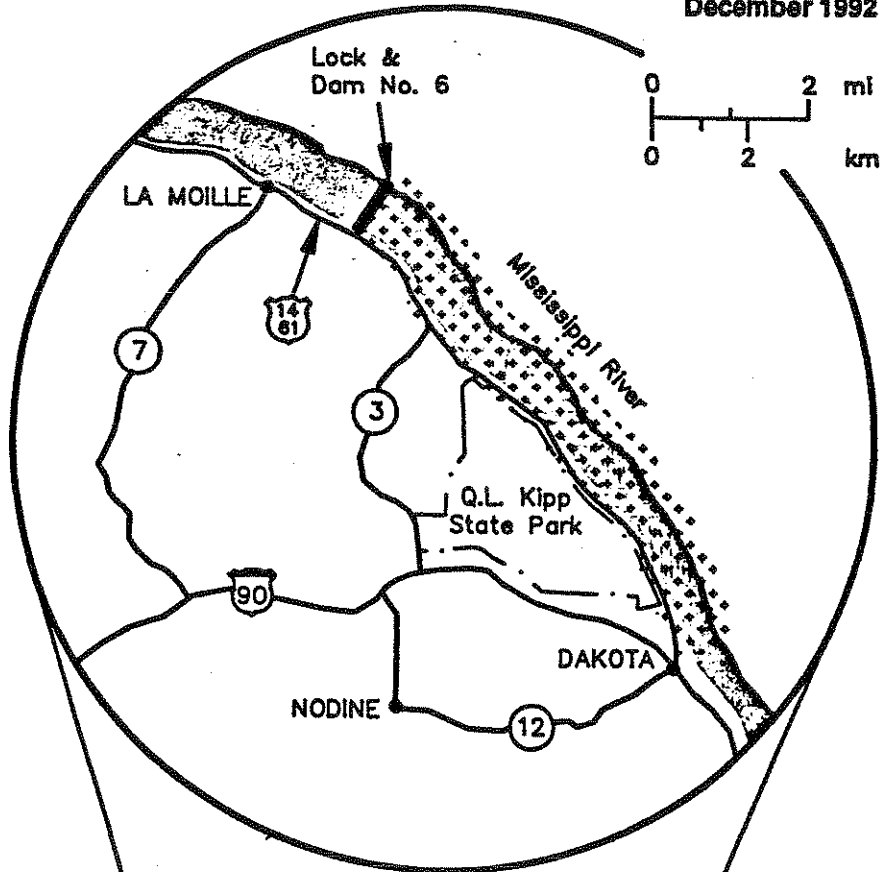 December 1992
Lock &
Dam No. 6
0 2 mi
0 2 km
LA MOILLE
14
61
7
Mississippi River
3
Q.L. Kipp
State Park
90
DAKOTA
NODINE
12